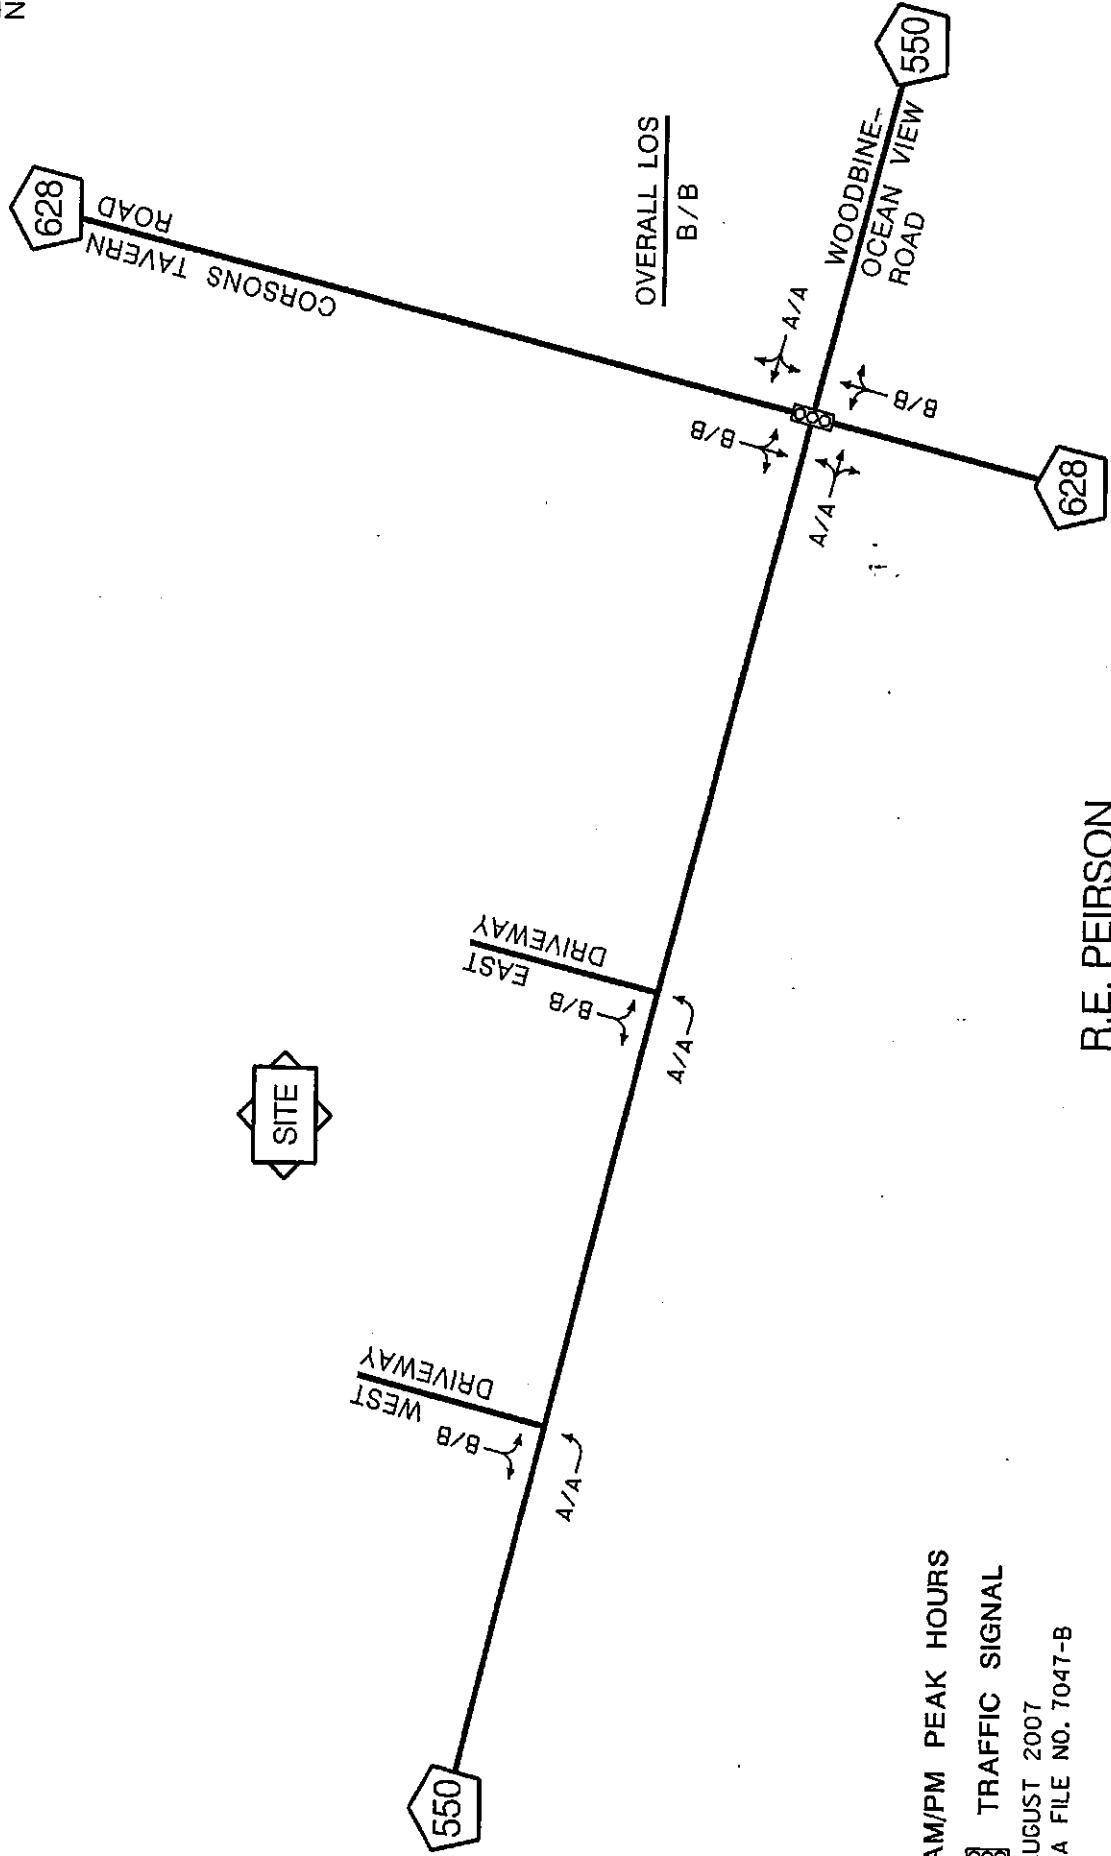 N
628
CORSONS TAVERN
ROAD
OVERALL LOS
B/B
550
WOODBINE-
OCEAN VIEW
ROAD
A/A
B/B
B/B
A/A
628
SITE
EAST
DRIVEWAY
B/B
A/A
WEST
DRIVEWAY
B/B
A/A
550
R.E. PEIRSON
AM/PM PEAK HOURS
TRAFFIC SIGNAL
UGUST 2007
A FILE NO. 7047-B